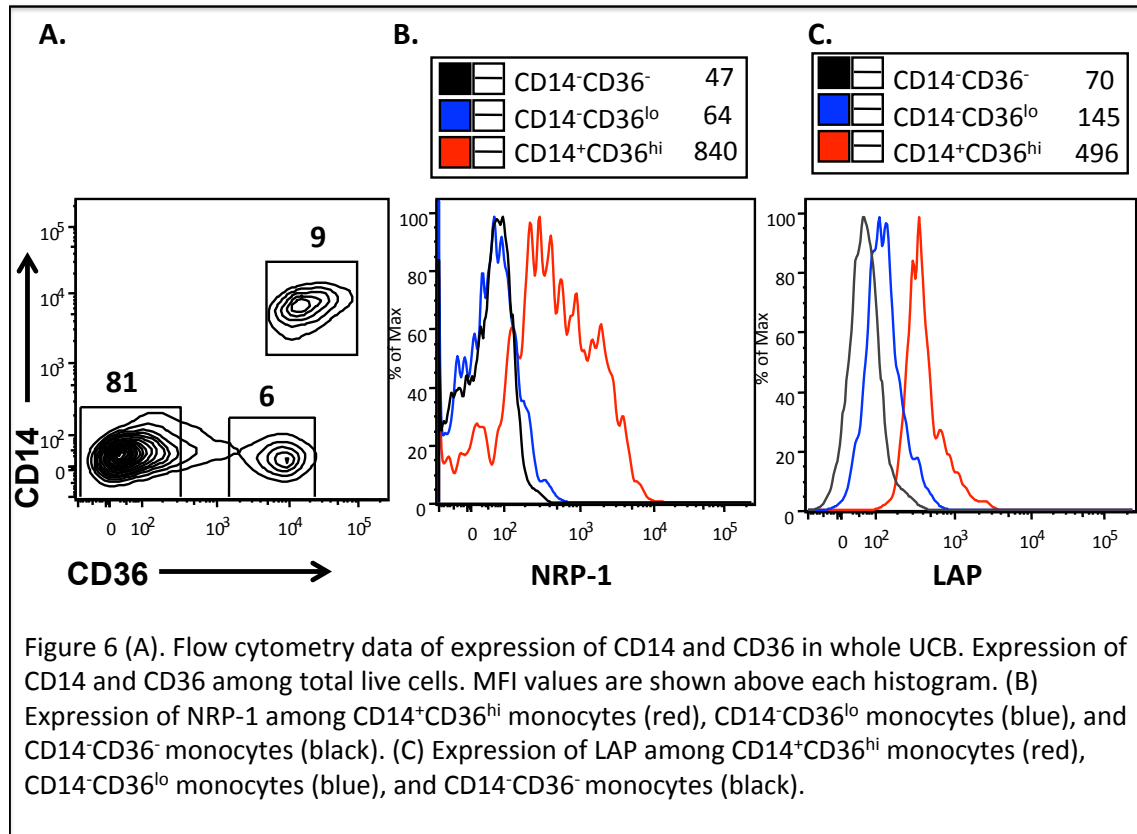 A.
B.
C.
CD14⁻CD36⁻ 47
CD14⁻CD36ˡᵒ 64
CD14⁺CD36ʰⁱ 840
CD14⁻CD36⁻ 70
CD14⁻CD36ˡᵒ 145
CD14⁺CD36ʰⁱ 496
CD14
10⁵
10⁴
10³
10²
0
9
81
6
0 10² 10³ 10⁴ 10⁵
CD36
% of Max
100
80
60
40
20
0
0 10² 10³ 10⁴ 10⁵
NRP-1
% of Max
100
80
60
40
20
0
0 10² 10³ 10⁴ 10⁵
LAP
Figure 6 (A). Flow cytometry data of expression of CD14 and CD36 in whole UCB. Expression of
CD14 and CD36 among total live cells. MFI values are shown above each histogram. (B)
Expression of NRP-1 among CD14⁺CD36ʰⁱ monocytes (red), CD14⁻CD36ˡᵒ monocytes (blue), and
CD14⁻CD36⁻ monocytes (black). (C) Expression of LAP among CD14⁺CD36ʰⁱ monocytes (red),
CD14⁻CD36ˡᵒ monocytes (blue), and CD14⁻CD36⁻ monocytes (black).